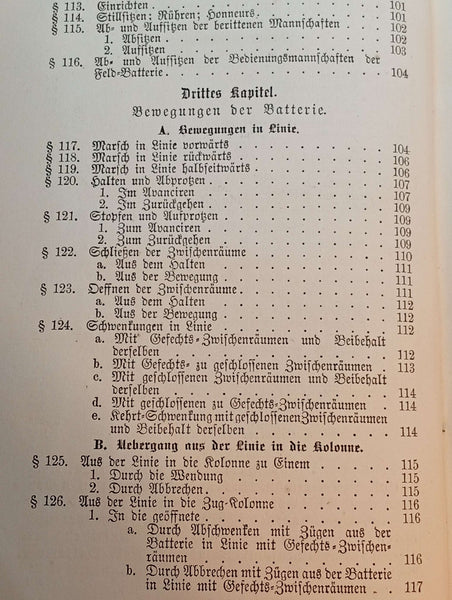 § 113. Einrichten . . . . . . . . . . . . . . 101
§ 114. Stillsitzen; Rühren; Honneurs . . . . . . . 101
§ 115. Ab- und Aufsitzen der berittenen Mannschaften . 102
1. Absitzen . . . . . . . . . . . . . . 102
2. Aufsitzen . . . . . . . . . . . . . . 103
§ 116. Ab- und Aufsitzen der Bedienungsmannschaften der
Feld-Batterie . . . . . . . . . . . . . . 104
Drittes Kapitel.
Bewegungen der Batterie.
A. Bewegungen in Linie.
§ 117. Marsch in Linie vorwärts . . . . . . . . . 104
§ 118. Marsch in Linie rückwärts . . . . . . . . . 106
§ 119. Marsch in Linie halbseitwärts . . . . . . . . 106
§ 120. Halten und Abprotzen . . . . . . . . . . 107
1. Im Avanciren . . . . . . . . . . . . 107
2. Im Zurückgehen . . . . . . . . . . . 109
§ 121. Stopfen und Aufprotzen . . . . . . . . . . 109
1. Zum Avanciren . . . . . . . . . . . 109
2. Zum Zurückgehen . . . . . . . . . . 109
§ 122. Schließen der Zwischenräume . . . . . . . . 110
a. Aus dem Halten . . . . . . . . . . . 111
b. Aus der Bewegung . . . . . . . . . . 111
§ 123. Oeffnen der Zwischenräume . . . . . . . . . 111
a. Aus dem Halten . . . . . . . . . . . 111
b. Aus der Bewegung . . . . . . . . . . 112
§ 124. Schwenkungen in Linie . . . . . . . . . . 112
a. Mit Gefechts-Zwischenräumen und Beibehalt
derselben . . . . . . . . . . . . . 112
b. Mit Gefechts- zu geschlossenen Zwischenräumen . 113
c. Mit geschlossenen Zwischenräumen und Beibehalt
derselben . . . . . . . . . . . . . 114
d. Mit geschlossenen zu Gefechts-Zwischenräumen . 114
e. Kehrt-Schwenkung mit geschlossenen Zwischenräumen
und Beibehalt derselben . . . . . . . . 114
B. Uebergang aus der Linie in die Kolonne.
§ 125. Aus der Linie in die Kolonne zu Einem . . . . 115
1. Durch die Wendung . . . . . . . . . . 115
2. Durch Abbrechen . . . . . . . . . . . 115
§ 126. Aus der Linie in die Zug-Kolonne . . . . . . 116
1. In die geöffnete . . . . . . . . . . . 116
a. Durch Abschwenken mit Zügen aus der
Batterie in Linie mit Gefechts-Zwischen-
räumen . . . . . . . . . . . . . 116
b. Durch Abbrechen mit Zügen aus der Batterie
in Linie mit Gefechts-Zwischenräumen . . 117